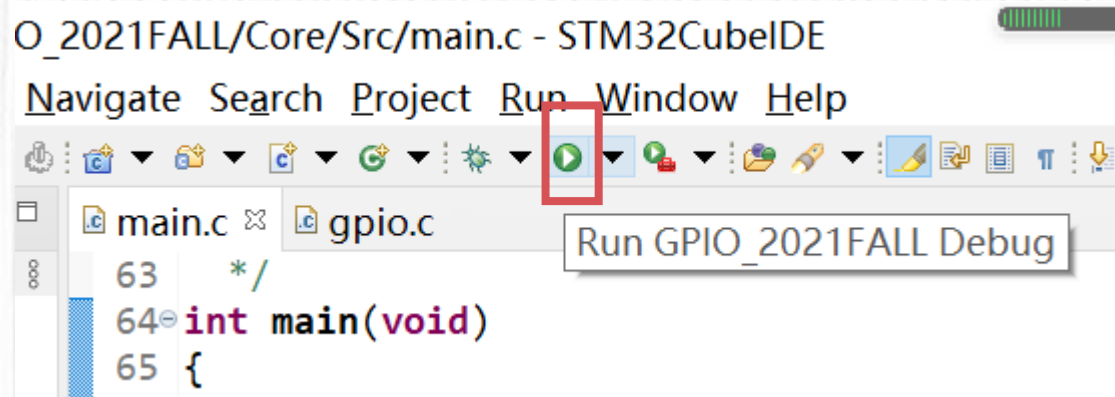 O_2021FALL/Core/Src/main.c - STM32CubeIDE
Navigate Search Project Run Window Help
main.c gpio.c
Run GPIO_2021FALL Debug
63 */
64 int main(void)
65 {